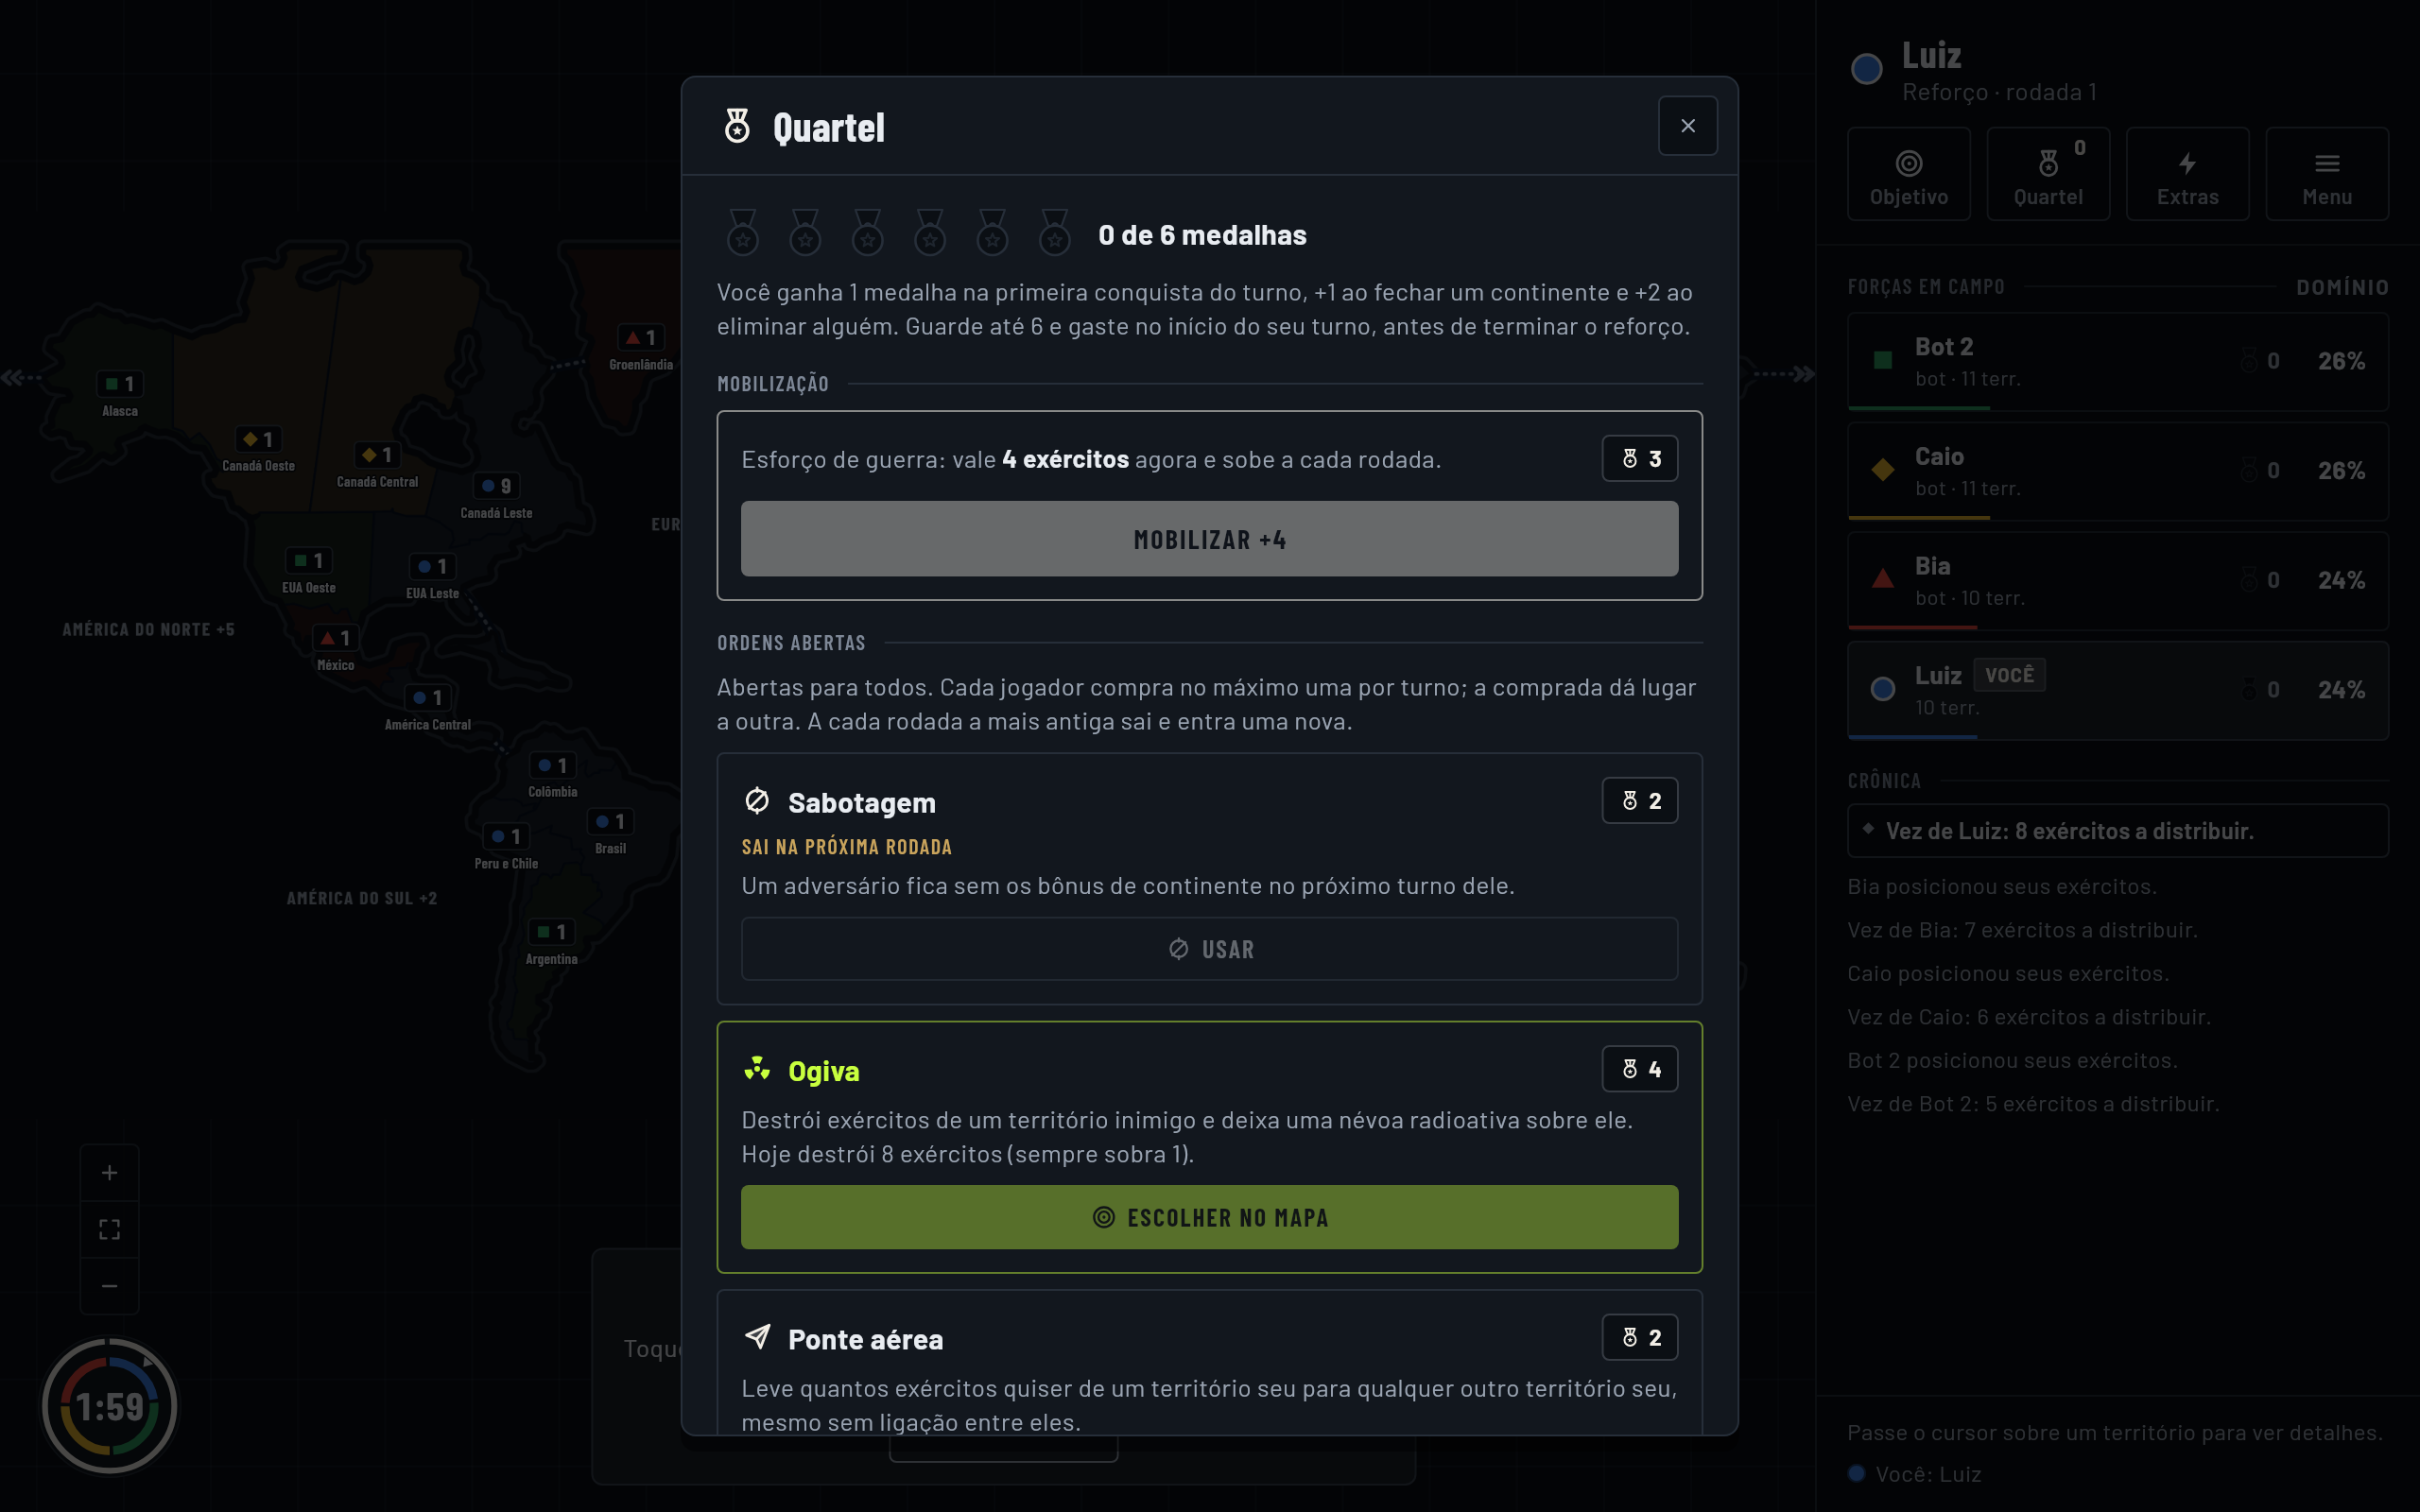 Quartel
0 de 6 medalhas
Você ganha 1 medalha na primeira conquista do turno, +1 ao fechar um continente e +2 ao
eliminar alguém. Guarde até 6 e gaste no início do seu turno, antes de terminar o reforço.
MOBILIZAÇÃO
Esforço de guerra: vale 4 exércitos agora e sobe a cada rodada.
3
MOBILIZAR +4
ORDENS ABERTAS
Abertas para todos. Cada jogador compra no máximo uma por turno; a comprada dá lugar
a outra. A cada rodada a mais antiga sai e entra uma nova.
Sabotagem
2
SAI NA PRÓXIMA RODADA
Um adversário fica sem os bônus de continente no próximo turno dele.
USAR
Ogiva
4
Destrói exércitos de um território inimigo e deixa uma névoa radioativa sobre ele.
Hoje destrói 8 exércitos (sempre sobra 1).
ESCOLHER NO MAPA
Ponte aérea
2
Leve quantos exércitos quiser de um território seu para qualquer outro território seu,
mesmo sem ligação entre eles.
1
Alasca
1
Canadá Oeste
1
Canadá Central
9
Canadá Leste
1
Groenlândia
1
EUA Oeste
1
EUA Leste
AMÉRICA DO NORTE +5
1
México
1
América Central
1
Colômbia
1
Brasil
1
Peru e Chile
AMÉRICA DO SUL +2
1
Argentina
EUR
1:59
Toque
Luiz
Reforço · rodada 1
Objetivo
0
Quartel
Extras
Menu
FORÇAS EM CAMPO
DOMÍNIO
Bot 2
bot · 11 terr.
0
26%
Caio
bot · 11 terr.
0
26%
Bia
bot · 10 terr.
0
24%
Luiz VOCÊ
10 terr.
0
24%
CRÔNICA
Vez de Luiz: 8 exércitos a distribuir.
Bia posicionou seus exércitos.
Vez de Bia: 7 exércitos a distribuir.
Caio posicionou seus exércitos.
Vez de Caio: 6 exércitos a distribuir.
Bot 2 posicionou seus exércitos.
Vez de Bot 2: 5 exércitos a distribuir.
Passe o cursor sobre um território para ver detalhes.
Você: Luiz